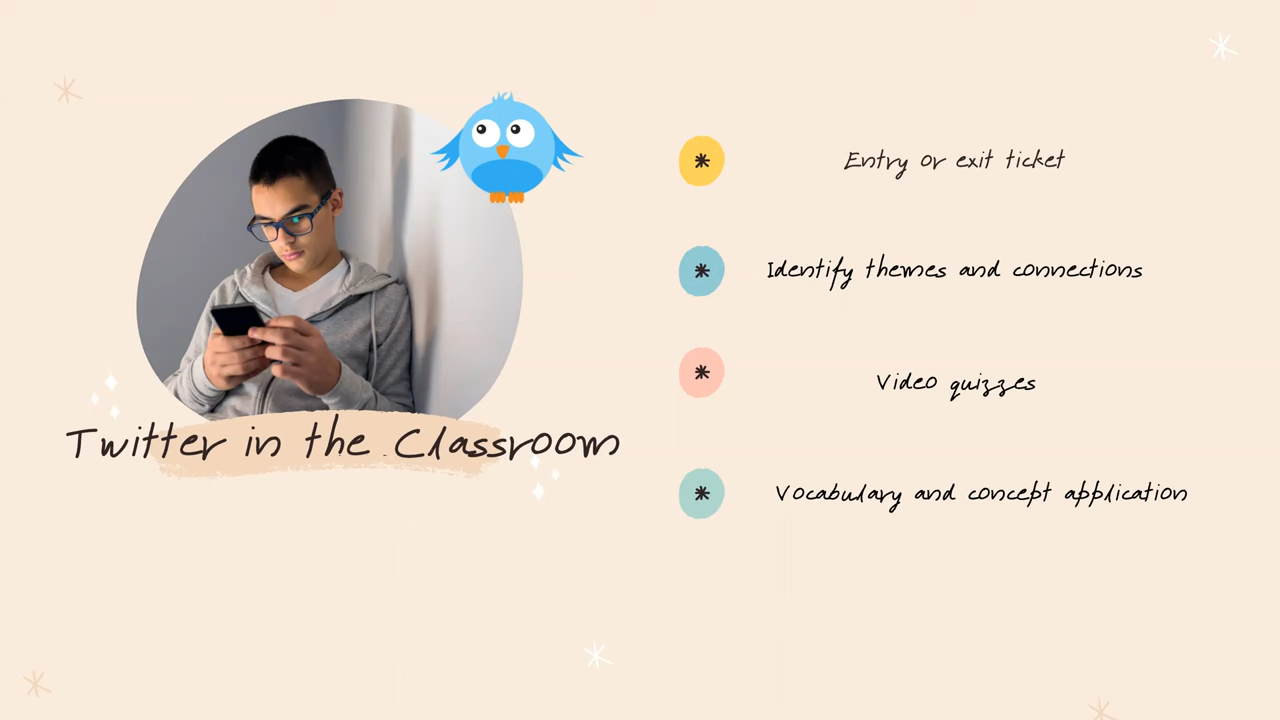 Twitter in the Classroom
Entry or exit ticket
Identify themes and connections
Video quizzes
Vocabulary and concept application